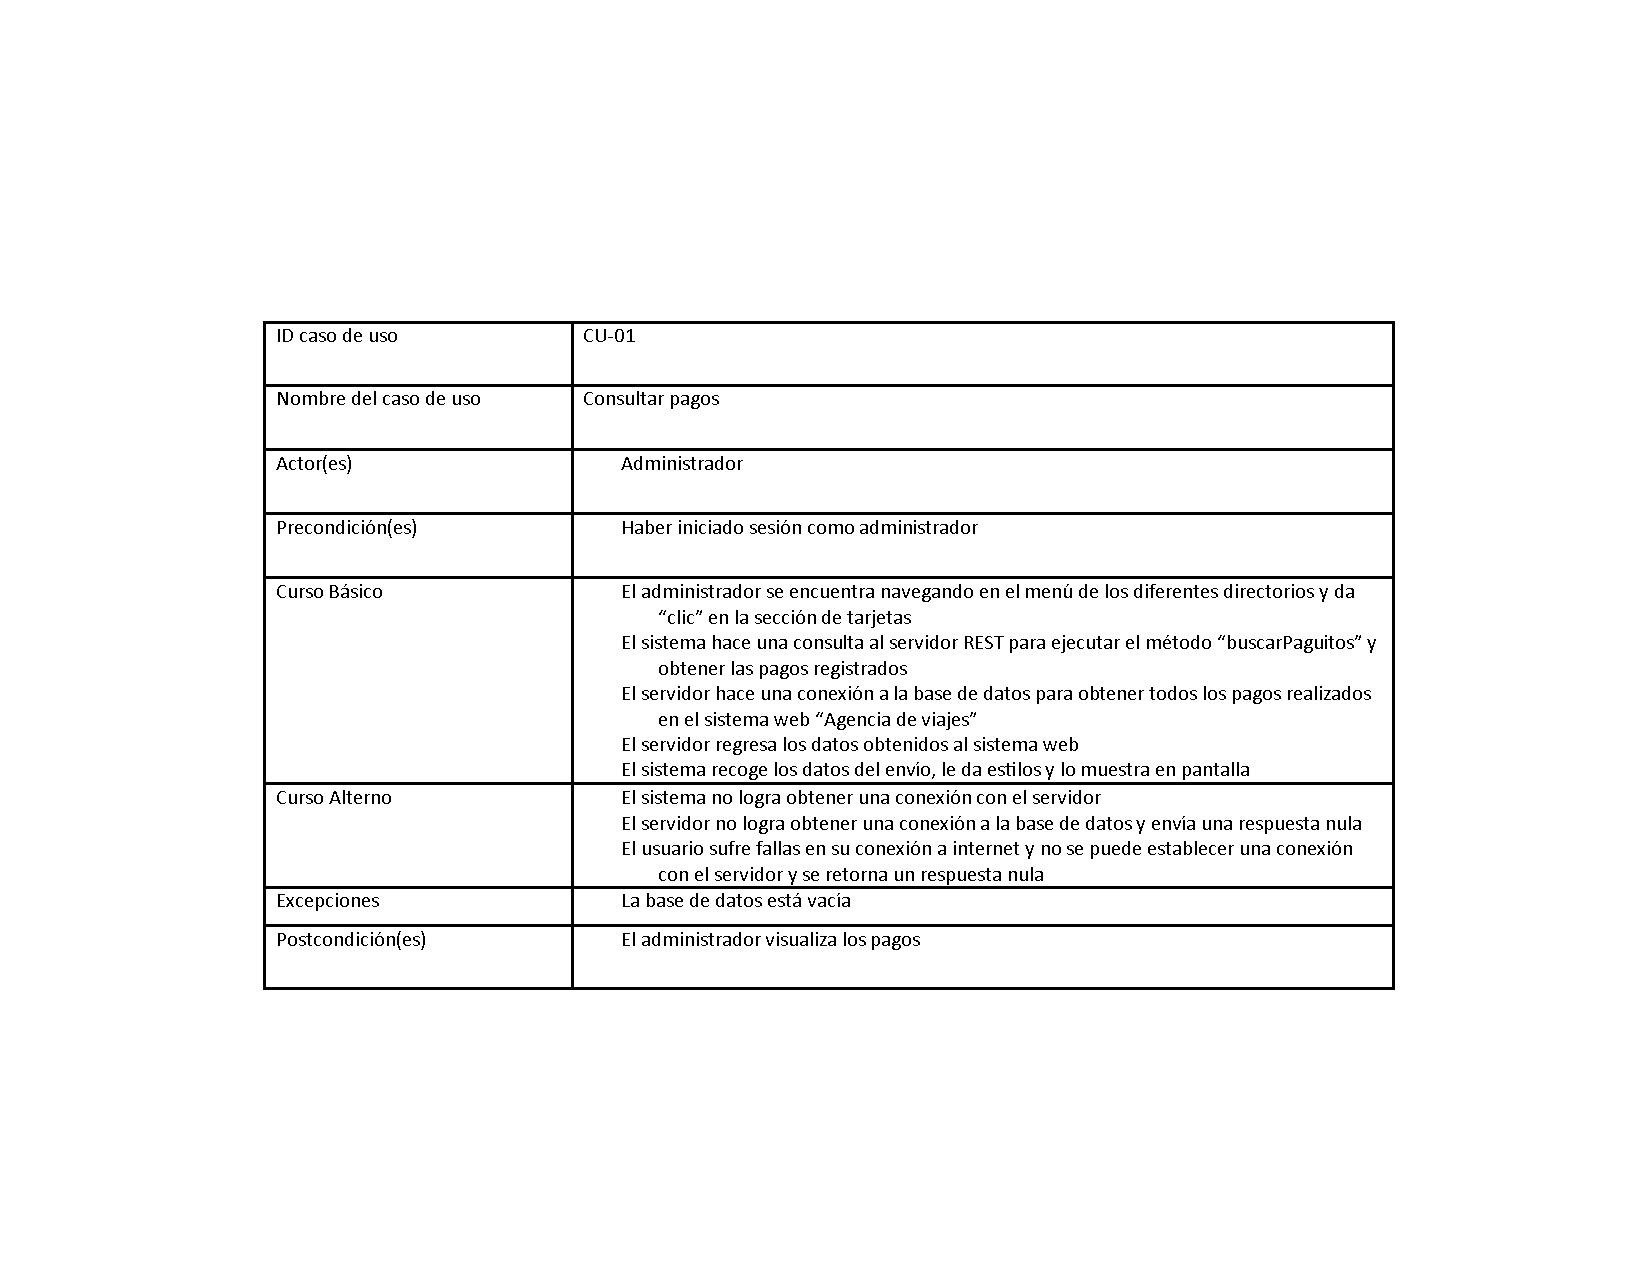 ID caso de uso
CU-01
Nombre del caso de uso
Consultar pagos
Actor(es)
Administrador
Precondición(es)
Haber iniciado sesión como administrador
Curso Básico
El administrador se encuentra navegando en el menú de los diferentes directorios y da
“clic” en la sección de tarjetas
El sistema hace una consulta al servidor REST para ejecutar el método “buscarPaguitos” y
obtener las pagos registrados
El servidor hace una conexión a la base de datos para obtener todos los pagos realizados
en el sistema web “Agencia de viajes”
El servidor regresa los datos obtenidos al sistema web
El sistema recoge los datos del envío, le da estilos y lo muestra en pantalla
Curso Alterno
El sistema no logra obtener una conexión con el servidor
El servidor no logra obtener una conexión a la base de datos y envía una respuesta nula
El usuario sufre fallas en su conexión a internet y no se puede establecer una conexión
con el servidor y se retorna un respuesta nula
Excepciones
La base de datos está vacía
Postcondición(es)
El administrador visualiza los pagos